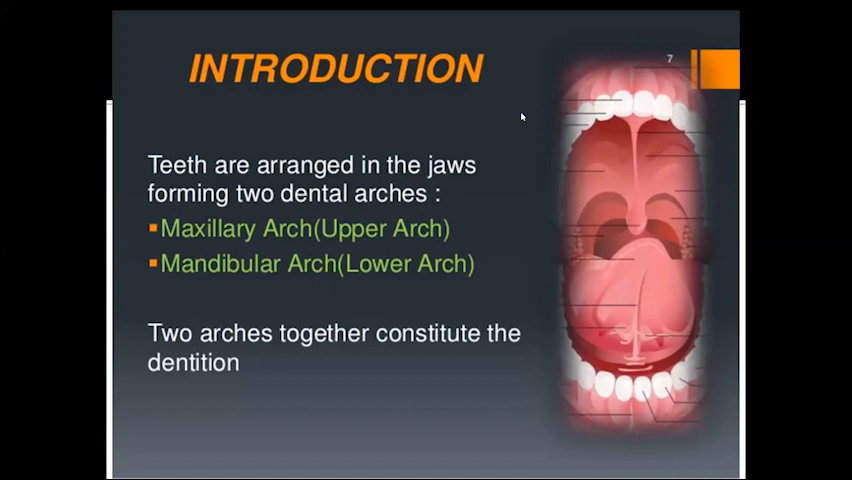 7
INTRODUCTION
Teeth are arranged in the jaws
forming two dental arches :
▪Maxillary Arch(Upper Arch)
▪Mandibular Arch(Lower Arch)
Two arches together constitute the
dentition